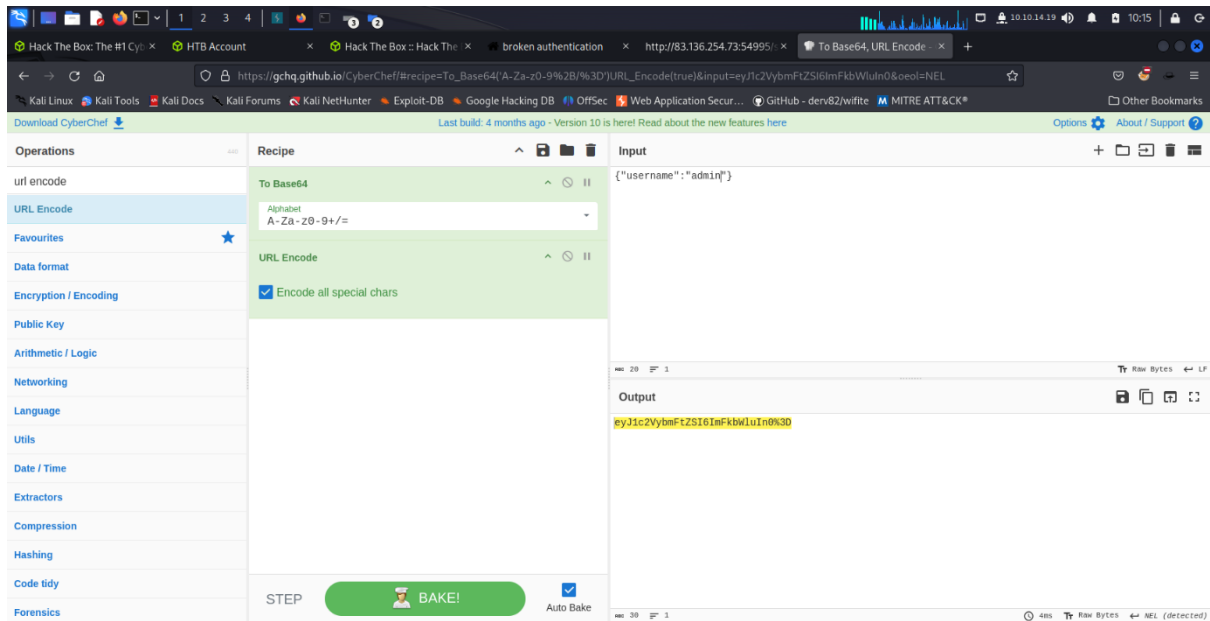 1 2 3 4
10.10.14.19 10:15
Hack The Box: The #1 Cyb × HTB Account × Hack The Box :: Hack The × broken authentication × http://83.136.254.73:54995/ × To Base64, URL Encode - × +
https://gchq.github.io/CyberChef/#recipe=To_Base64('A-Za-z0-9%2B/%3D')URL_Encode(true)&input=eyJ1c2VybmFtZSI6ImFkbWluIn0&oeol=NEL
Kali Linux Kali Tools Kali Docs Kali Forums Kali NetHunter Exploit-DB Google Hacking DB OffSec Web Application Secur... GitHub - derv82/wifite MITRE ATT&CK® Other Bookmarks
Download CyberChef Last build: 4 months ago - Version 10 is here! Read about the new features here Options About / Support
Operations Recipe Input
url encode
URL Encode
Favourites
Data format
Encryption / Encoding
Public Key
Arithmetic / Logic
Networking
Language
Utils
Date / Time
Extractors
Compression
Hashing
Code tidy
Forensics
To Base64
Alphabet
A-Za-z0-9+/=
URL Encode
Encode all special chars
STEP BAKE! Auto Bake
{"username":"admin"}
20 1 Raw Bytes LF
Output
eyJ1c2VybmFtZSI6ImFkbWluIn0%3D
30 1 4ms Raw Bytes NEL (detected)